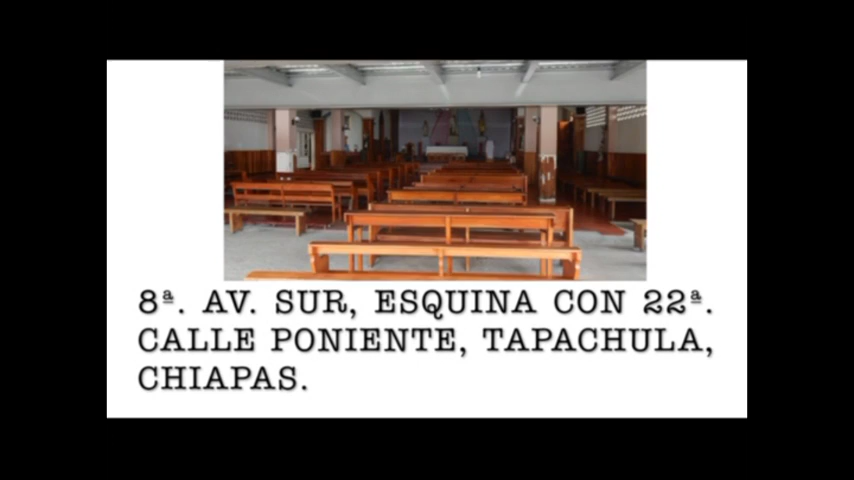 8ª. AV. SUR, ESQUINA CON 22ª.
CALLE PONIENTE, TAPACHULA,
CHIAPAS.